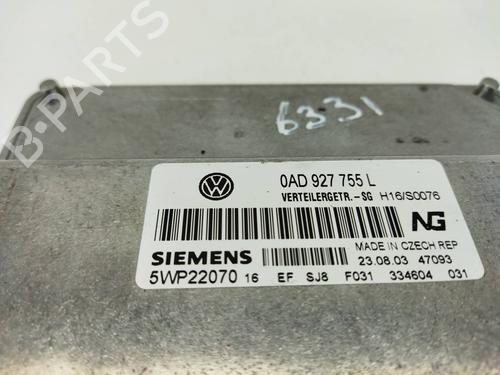 B-PARTS
6331
0AD 927 755 L
VERTEILERGETR.-SG H16/S0076
NG
MADE IN CZECH REP
SIEMENS 23.08.03 47093
5WP22070 16 EF SJ8 F031 334604 031